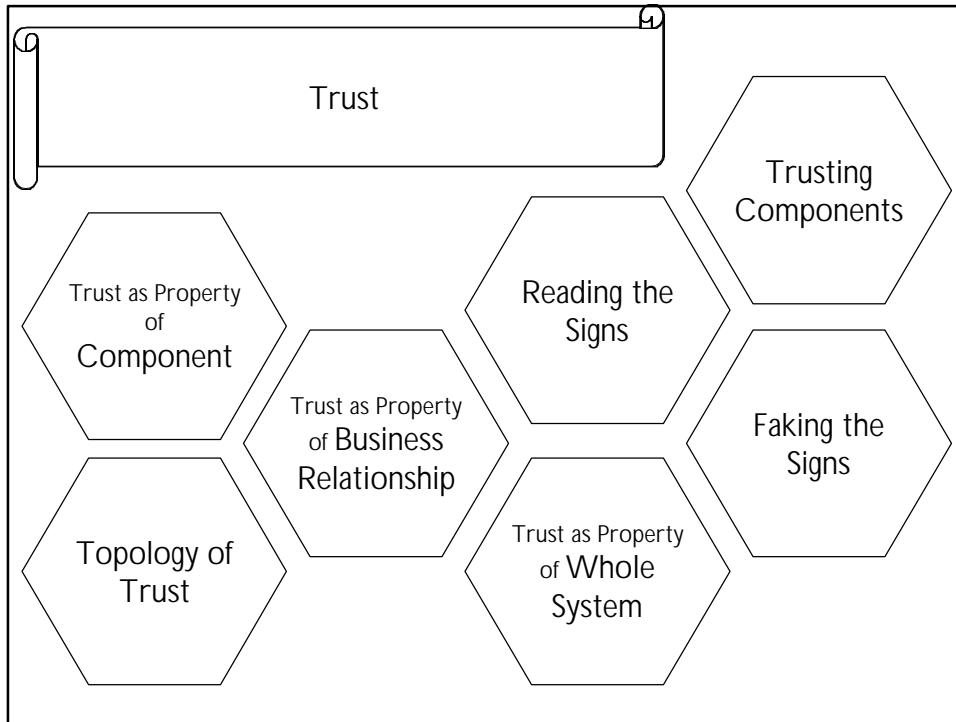 Trust
Trusting
Components
Reading the
Signs
Trust as Property
of
Component
Trust as Property
of Business
Relationship
Faking the
Signs
Topology of
Trust
Trust as Property
of Whole
System